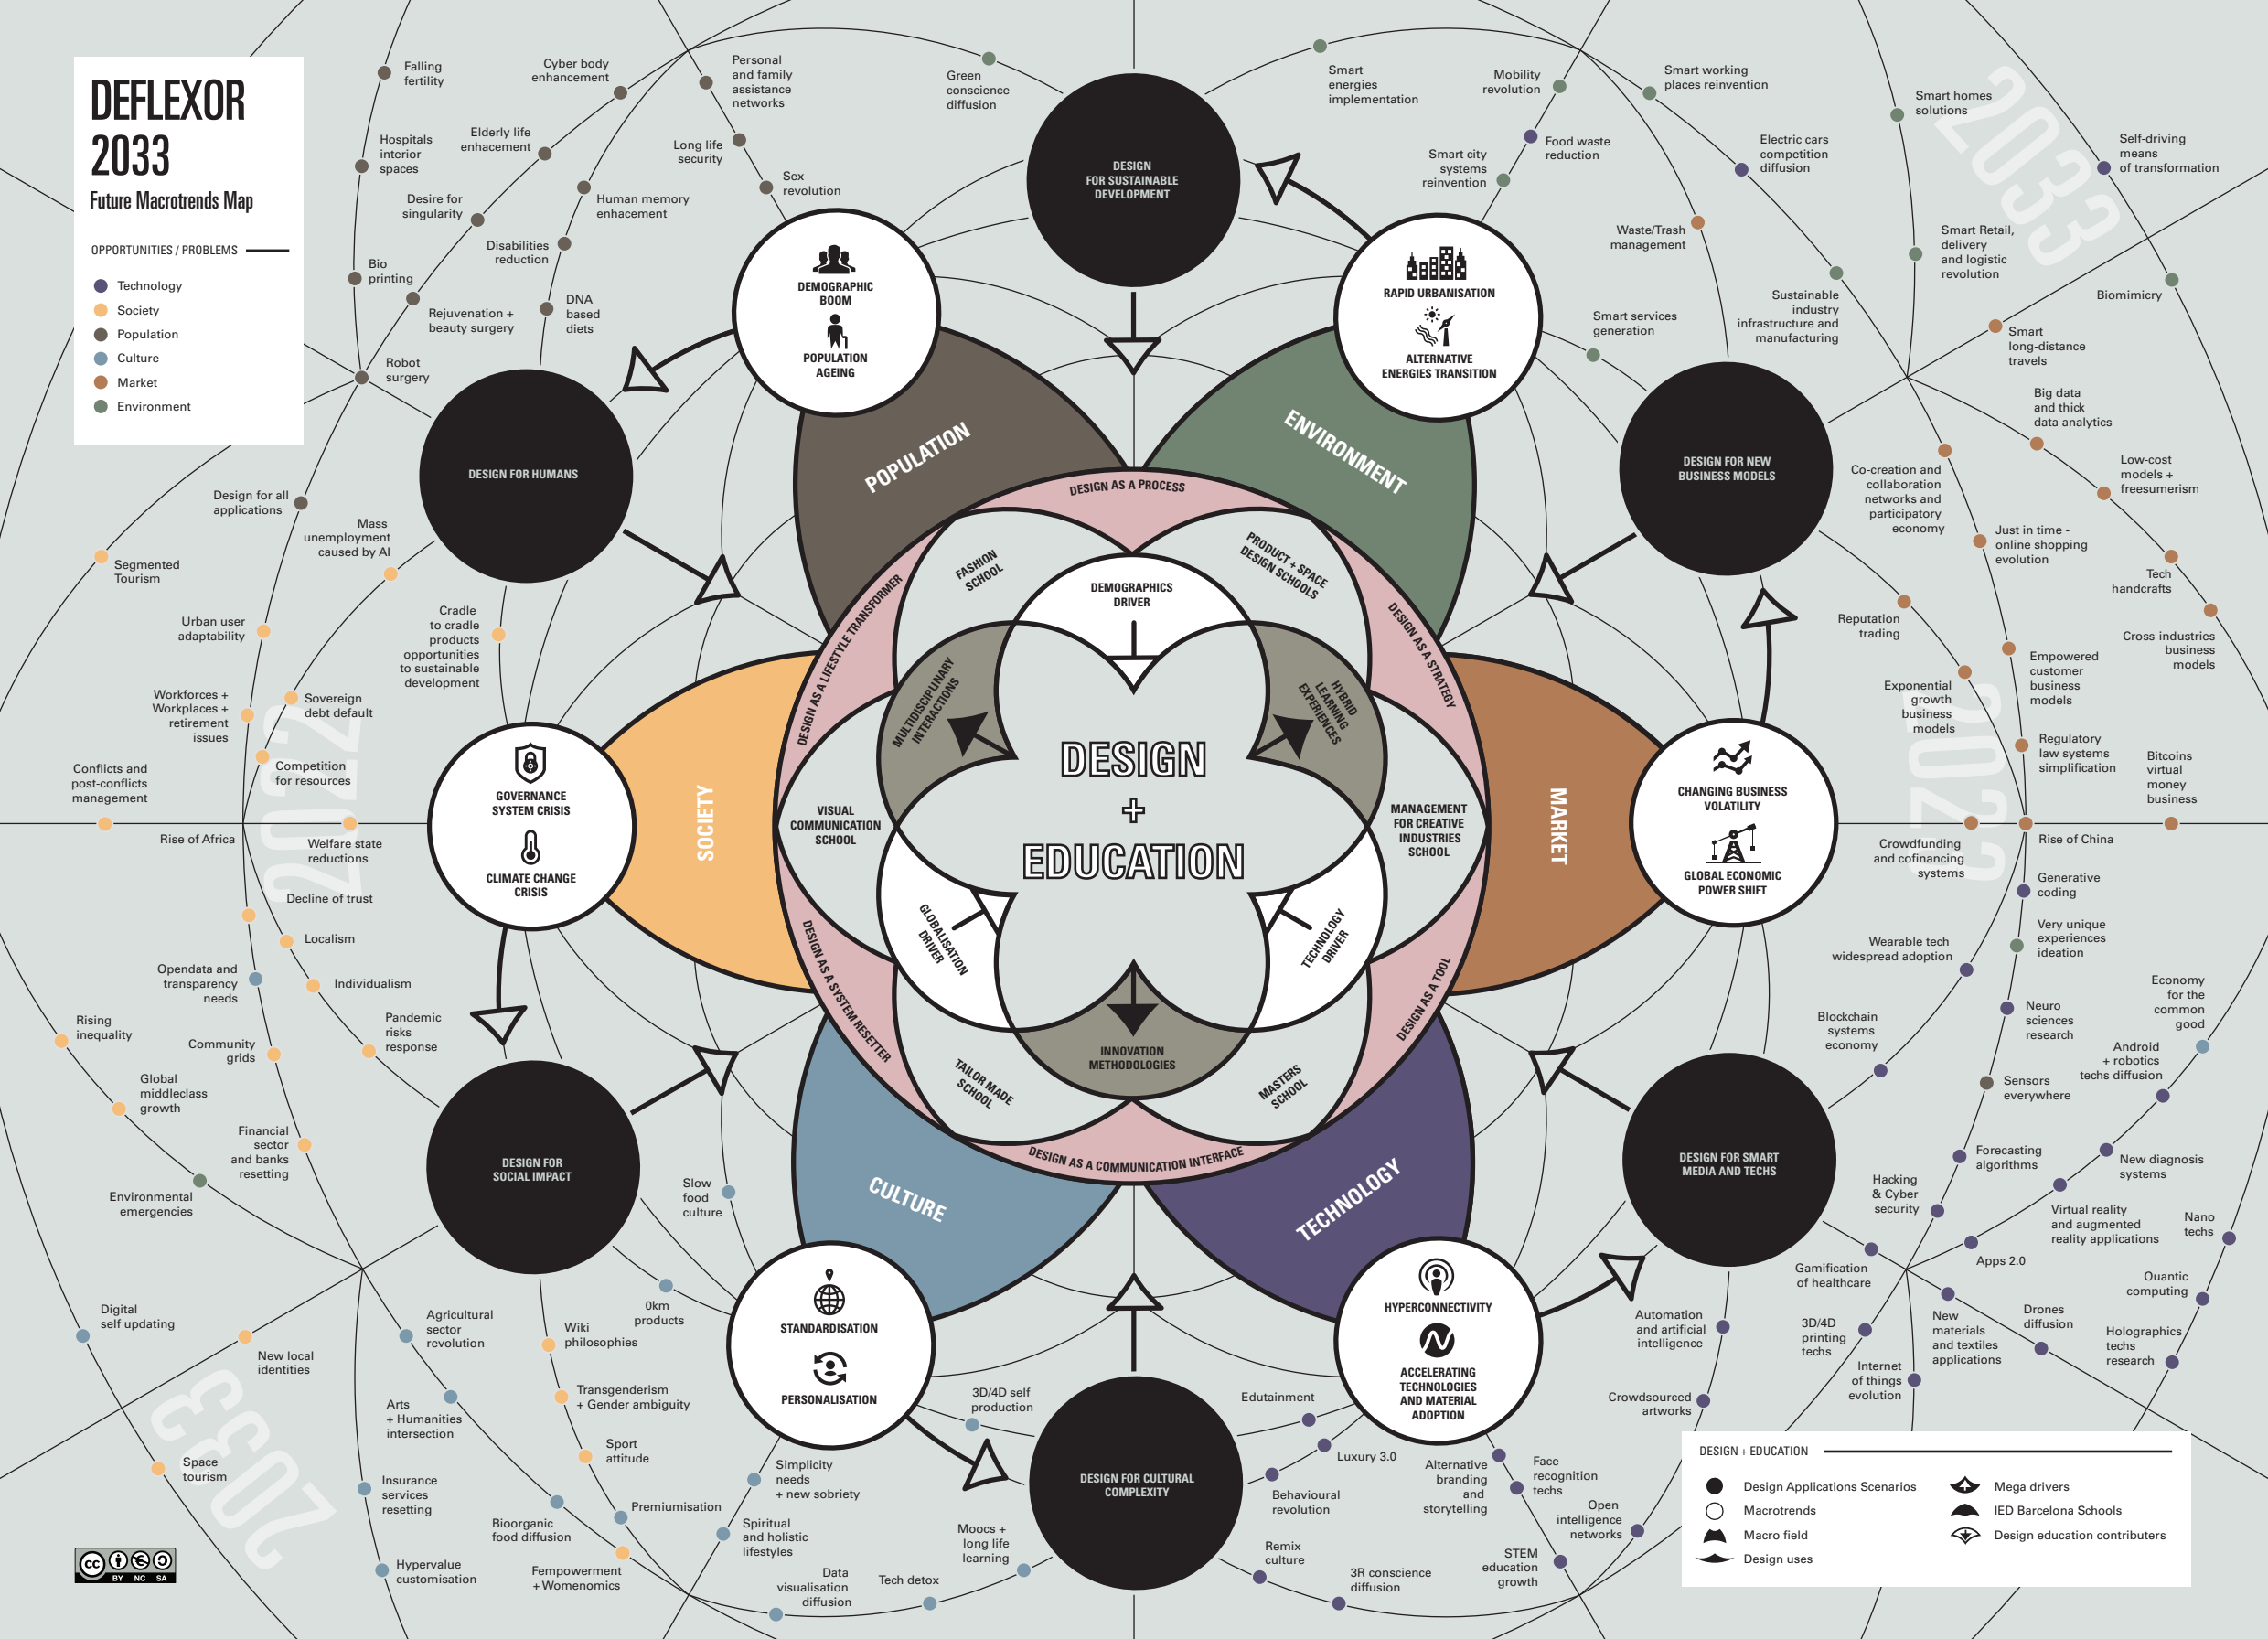 DEFLEXOR
2033
Future Macrotrends Map
OPPORTUNITIES / PROBLEMS
Technology
Society
Population
Culture
Market
Environment
Falling
fertility
Hospitals
interior
spaces
Bio
printing
Robot
surgery
Cyber body
enhancement
Elderly life
enhacement
Desire for
singularity
Rejuvenation +
beauty surgery
Human memory
enhacement
Disabilities
reduction
DNA
based
diets
Personal
and family
assistance
networks
Long life
security
Sex
revolution
Green
conscience
diffusion
Smart
energies
implementation
Mobility
revolution
Food waste
reduction
Smart city
systems
reinvention
Smart working
places reinvention
Electric cars
competition
diffusion
Waste/Trash
management
Smart services
generation
Sustainable
industry
infrastructure and
manufacturing
Smart homes
solutions
Smart Retail,
delivery
and logistic
revolution
2033
Self-driving
means
of transformation
Biomimicry
Smart
long-distance
travels
Big data
and thick
data analytics
Low-cost
models +
freesumerism
Tech
handcrafts
Cross-industries
business
models
Co-creation and
collaboration
networks and
participatory
economy
Just in time -
online shopping
evolution
Reputation
trading
Empowered
customer
business
models
Exponential
growth
business
models
Regulatory
law systems
simplification
Bitcoins
virtual
money
business
2022
Crowdfunding
and cofinancing
systems
Rise of China
Generative
coding
Very unique
experiences
ideation
Wearable tech
widespread adoption
Neuro
sciences
research
Blockchain
systems
economy
Economy
for the
common
good
Android
+ robotics
techs diffusion
Sensors
everywhere
Forecasting
algorithms
New diagnosis
systems
Hacking
& Cyber
security
Virtual reality
and augmented
reality applications
Nano
techs
Apps 2.0
Gamification
of healthcare
Quantic
computing
Automation
and artificial
intelligence
3D/4D
printing
techs
New
materials
and textiles
applications
Drones
diffusion
Holographics
techs
research
Internet
of things
evolution
Crowdsourced
artworks
Design for all
applications
Mass
unemployment
caused by AI
Segmented
Tourism
Urban user
adaptability
Cradle
to cradle
products
opportunities
to sustainable
development
Workforces +
Workplaces +
retirement
issues
Sovereign
debt default
2022
Competition
for resources
Conflicts and
post-conflicts
management
Rise of Africa
Welfare state
reductions
Decline of trust
Localism
Opendata and
transparency
needs
Individualism
Rising
inequality
Community
grids
Pandemic
risks
response
Global
middleclass
growth
Financial
sector
and banks
resetting
Environmental
emergencies
Slow
food
culture
0km
products
Digital
self updating
New local
identities
Agricultural
sector
revolution
Wiki
philosophies
Arts
+ Humanities
intersection
Transgenderism
+ Gender ambiguity
2033
Space
tourism
Sport
attitude
Insurance
services
resetting
Bioorganic
food diffusion
Premiumisation
Hypervalue
customisation
Fempowerment
+Womenomics
Simplicity
needs
+ new sobriety
Spiritual
and holistic
lifestyles
Data
visualisation
diffusion
Tech detox
Moocs +
long life
learning
3D/4D self
production
Edutainment
Luxury 3.0
Behavioural
revolution
Remix
culture
3R conscience
diffusion
Alternative
branding
and
storytelling
Face
recognition
techs
Open
intelligence
networks
STEM
education
growth
DESIGN
FOR SUSTAINABLE
DEVELOPMENT
DESIGN FOR HUMANS
DESIGN FOR NEW
BUSINESS MODELS
DESIGN FOR
SOCIAL IMPACT
DESIGN FOR SMART
MEDIA AND TECHS
DESIGN FOR CULTURAL
COMPLEXITY
DEMOGRAPHIC
BOOM
POPULATION
AGEING
RAPID URBANISATION
ALTERNATIVE
ENERGIES TRANSITION
GOVERNANCE
SYSTEM CRISIS
CLIMATE CHANGE
CRISIS
CHANGING BUSINESS
VOLATILITY
GLOBAL ECONOMIC
POWER SHIFT
STANDARDISATION
PERSONALISATION
HYPERCONNECTIVITY
ACCELERATING
TECHNOLOGIES
AND MATERIAL
ADOPTION
POPULATION
ENVIRONMENT
SOCIETY
MARKET
CULTURE
TECHNOLOGY
DESIGN AS A PROCESS
DESIGN AS A LIFESTYLE TRANSFORMER
DESIGN AS A STRATEGY
DESIGN AS A SYSTEM RESETTER
DESIGN AS A TOOL
DESIGN AS A COMMUNICATION INTERFACE
FASHION
SCHOOL
PRODUCT + SPACE
DESIGN SCHOOLS
VISUAL
COMMUNICATION
SCHOOL
MANAGEMENT
FOR CREATIVE
INDUSTRIES
SCHOOL
TAILOR MADE
SCHOOL
MASTERS
SCHOOL
DEMOGRAPHICS
DRIVER
MULTIDISCIPLINARY
INTERACTIONS
HYBRID
LEARNING
EXPERIENCES
GLOBALISATION
DRIVER
TECHNOLOGY
DRIVER
INNOVATION
METHODOLOGIES
DESIGN
+
EDUCATION
DESIGN + EDUCATION
Design Applications Scenarios
Macrotrends
Macro field
Design uses
Mega drivers
IED Barcelona Schools
Design education contributers
cc
BY NC SA